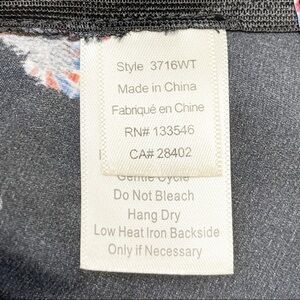 Style 3716WT
Made in China
Fabriqué en Chine
RN# 133546
CA# 28402
Gentle Cycle
Do Not Bleach
Hang Dry
Low Heat Iron Backside
Only if Necessary